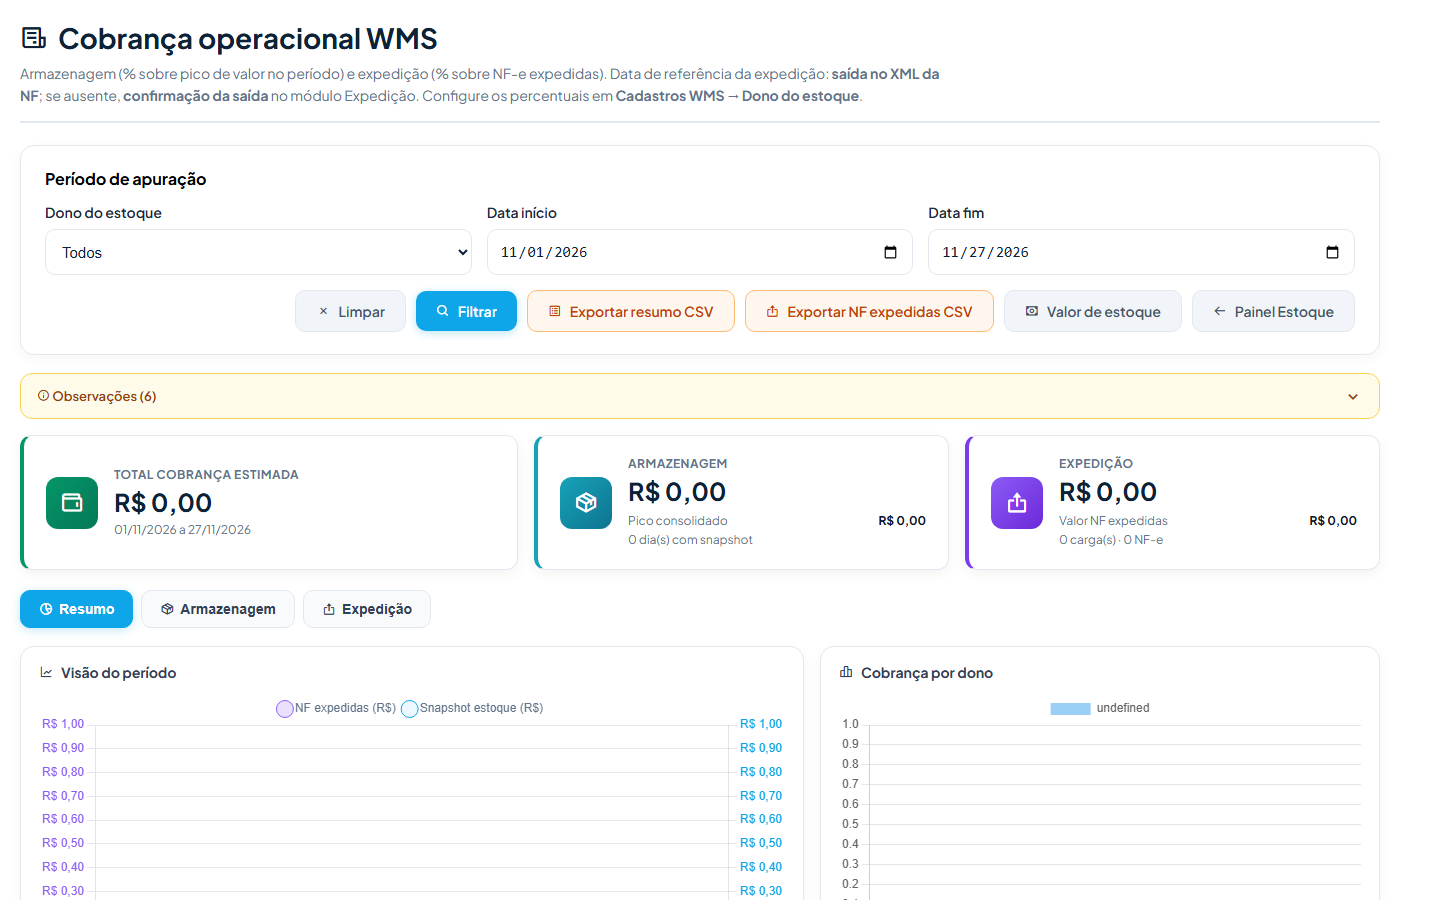 Cobrança operacional WMS
Armazenagem (% sobre pico de valor no período) e expedição (% sobre NF-e expedidas). Data de referência da expedição: saída no XML da
NF; se ausente, confirmação da saída no módulo Expedição. Configure os percentuais em Cadastros WMS → Dono do estoque.
Período de apuração
Dono do estoque
Data início
Data fim
Todos
11/01/2026
11/27/2026
Limpar
Filtrar
Exportar resumo CSV
Exportar NF expedidas CSV
Valor de estoque
Painel Estoque
Observações (6)
TOTAL COBRANÇA ESTIMADA
R$ 0,00
01/11/2026 a 27/11/2026
ARMAZENAGEM
R$ 0,00
Pico consolidado
R$ 0,00
0 dia(s) com snapshot
EXPEDIÇÃO
R$ 0,00
Valor NF expedidas
R$ 0,00
0 carga(s) · 0 NF-e
Resumo
Armazenagem
Expedição
Visão do período
NF expedidas (R$)
Snapshot estoque (R$)
R$ 1,00
R$ 0,90
R$ 0,80
R$ 0,70
R$ 0,60
R$ 0,50
R$ 0,40
R$ 0,30
R$ 1,00
R$ 0,90
R$ 0,80
R$ 0,70
R$ 0,60
R$ 0,50
R$ 0,40
R$ 0,30
Cobrança por dono
undefined
1.0
0.9
0.8
0.7
0.6
0.5
0.4
0.3
0.2